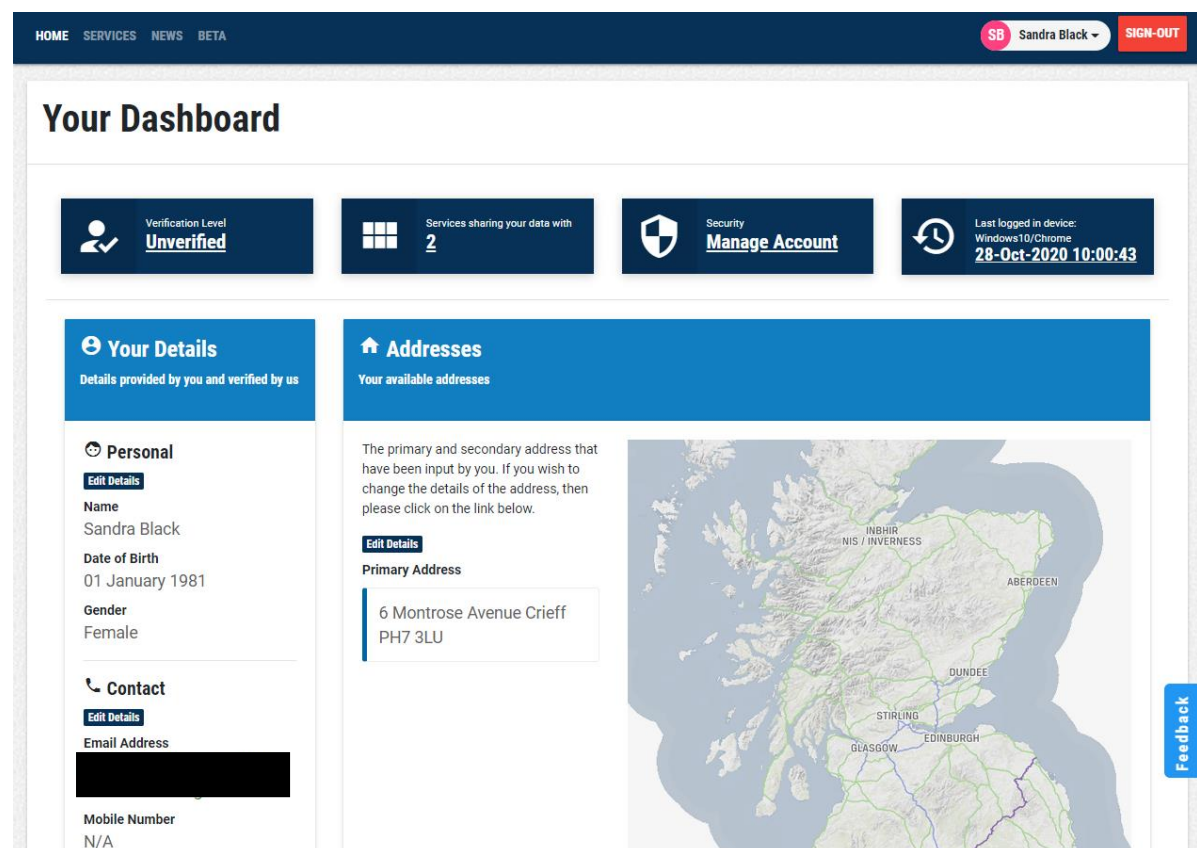 HOME SERVICES NEWS BETA
SB Sandra Black
SIGN-OUT
Your Dashboard
Verification Level
Unverified
Services sharing your data with
2
Security
Manage Account
Last logged in device:
Windows10/Chrome
28-Oct-2020 10:00:43
Your Details
Details provided by you and verified by us
Personal
Edit Details
Name
Sandra Black
Date of Birth
01 January 1981
Gender
Female
Contact
Edit Details
Email Address
Mobile Number
N/A
Addresses
Your available addresses
The primary and secondary address that
have been input by you. If you wish to
change the details of the address, then
please click on the link below.
Edit Details
Primary Address
6 Montrose Avenue Crieff
PH7 3LU
INBHIR
NIS / INVERNESS
ABERDEEN
DUNDEE
STIRLING
GLASGOW
EDINBURGH
Feedback